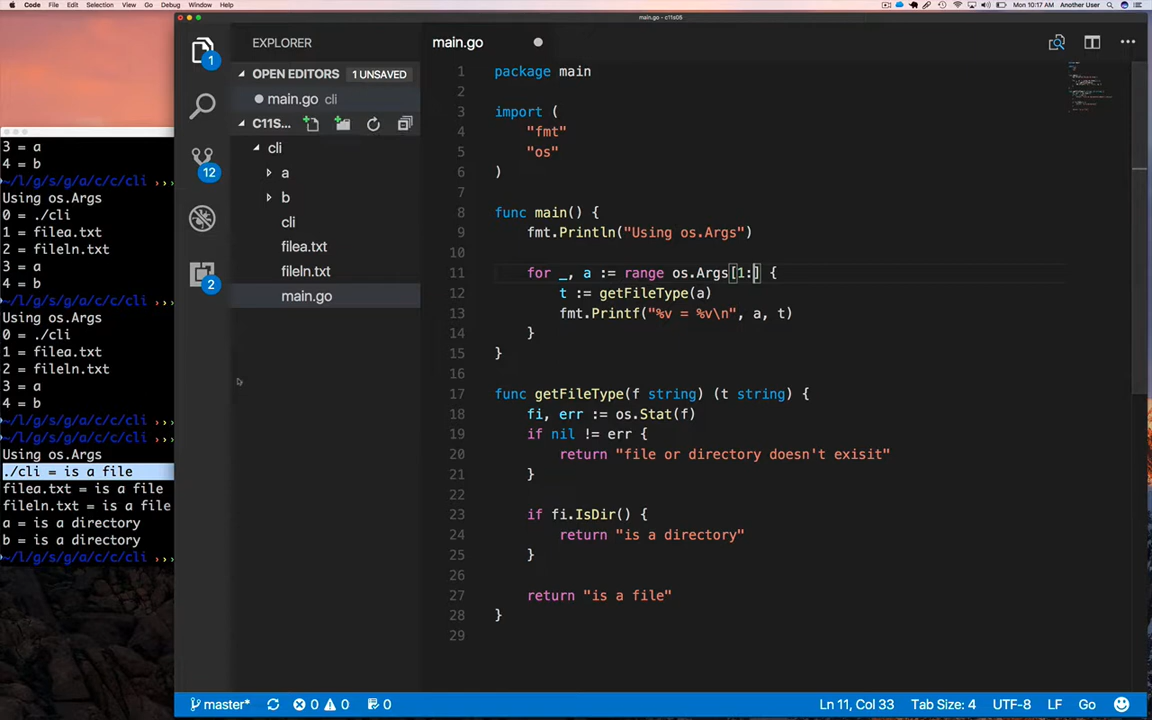 Code File Edit Selection View Go Debug Window Help
Mon 10:17 AM Another User
main.go - c11s05
3 = a
4 = b
~/l/g/s/g/a/c/c/cli ›››
Using os.Args
0 = ./cli
1 = filea.txt
2 = fileln.txt
3 = a
4 = b
~/l/g/s/g/a/c/c/cli ›››
Using os.Args
0 = ./cli
1 = filea.txt
2 = fileln.txt
3 = a
4 = b
~/l/g/s/g/a/c/c/cli ›››
~/l/g/s/g/a/c/c/cli ›››
Using os.Args
./cli = is a file
filea.txt = is a file
fileln.txt = is a file
a = is a directory
b = is a directory
~/l/g/s/g/a/c/c/cli ›››
1
12
2
EXPLORER
OPEN EDITORS 1 UNSAVED
main.go cli
C11S...
cli
a
b
cli
filea.txt
fileln.txt
main.go
main.go
1 package main
2
3 import (
4 "fmt"
5 "os"
6 )
7
8 func main() {
9 fmt.Println("Using os.Args")
10
11 for _, a := range os.Args[1:] {
12 t := getFileType(a)
13 fmt.Printf("%v = %v\n", a, t)
14 }
15 }
16
17 func getFileType(f string) (t string) {
18 fi, err := os.Stat(f)
19 if nil != err {
20 return "file or directory doesn't exisit"
21 }
22
23 if fi.IsDir() {
24 return "is a directory"
25 }
26
27 return "is a file"
28 }
29
master* 0 0 0
Ln 11, Col 33 Tab Size: 4 UTF-8 LF Go